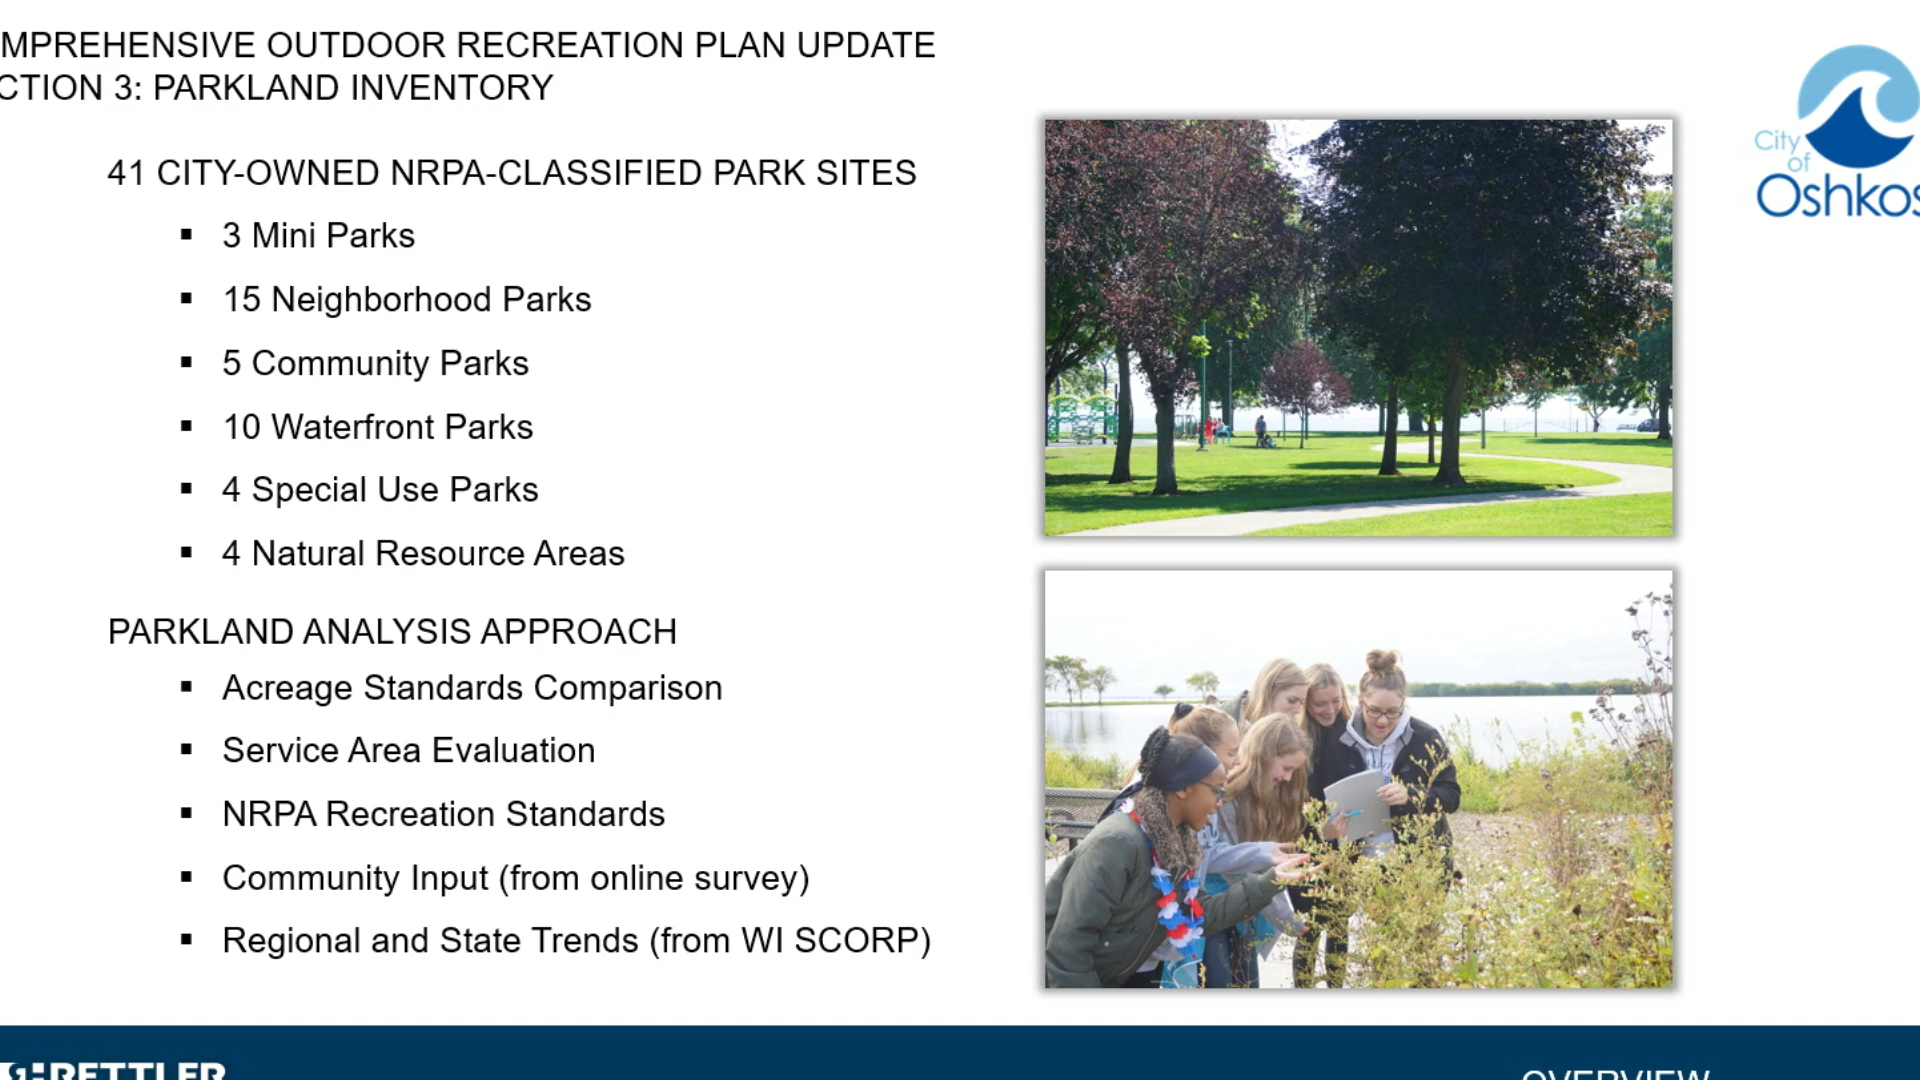 MPREHENSIVE OUTDOOR RECREATION PLAN UPDATE
CTION 3: PARKLAND INVENTORY
City
of
Oshkos
41 CITY-OWNED NRPA-CLASSIFIED PARK SITES
▪ 3 Mini Parks
▪ 15 Neighborhood Parks
▪ 5 Community Parks
▪ 10 Waterfront Parks
▪ 4 Special Use Parks
▪ 4 Natural Resource Areas
PARKLAND ANALYSIS APPROACH
▪ Acreage Standards Comparison
▪ Service Area Evaluation
▪ NRPA Recreation Standards
▪ Community Input (from online survey)
▪ Regional and State Trends (from WI SCORP)
RETTLER
OVERVIEW